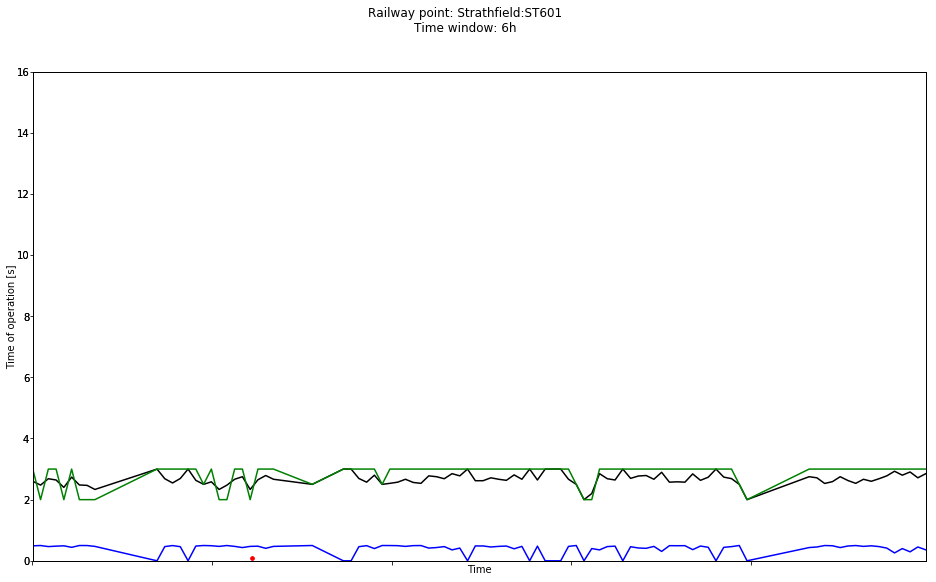 Railway point: Strathfield:ST601
Time window: 6h
16
14
12
10
8
6
4
2
0
Time of operation [s]
Time